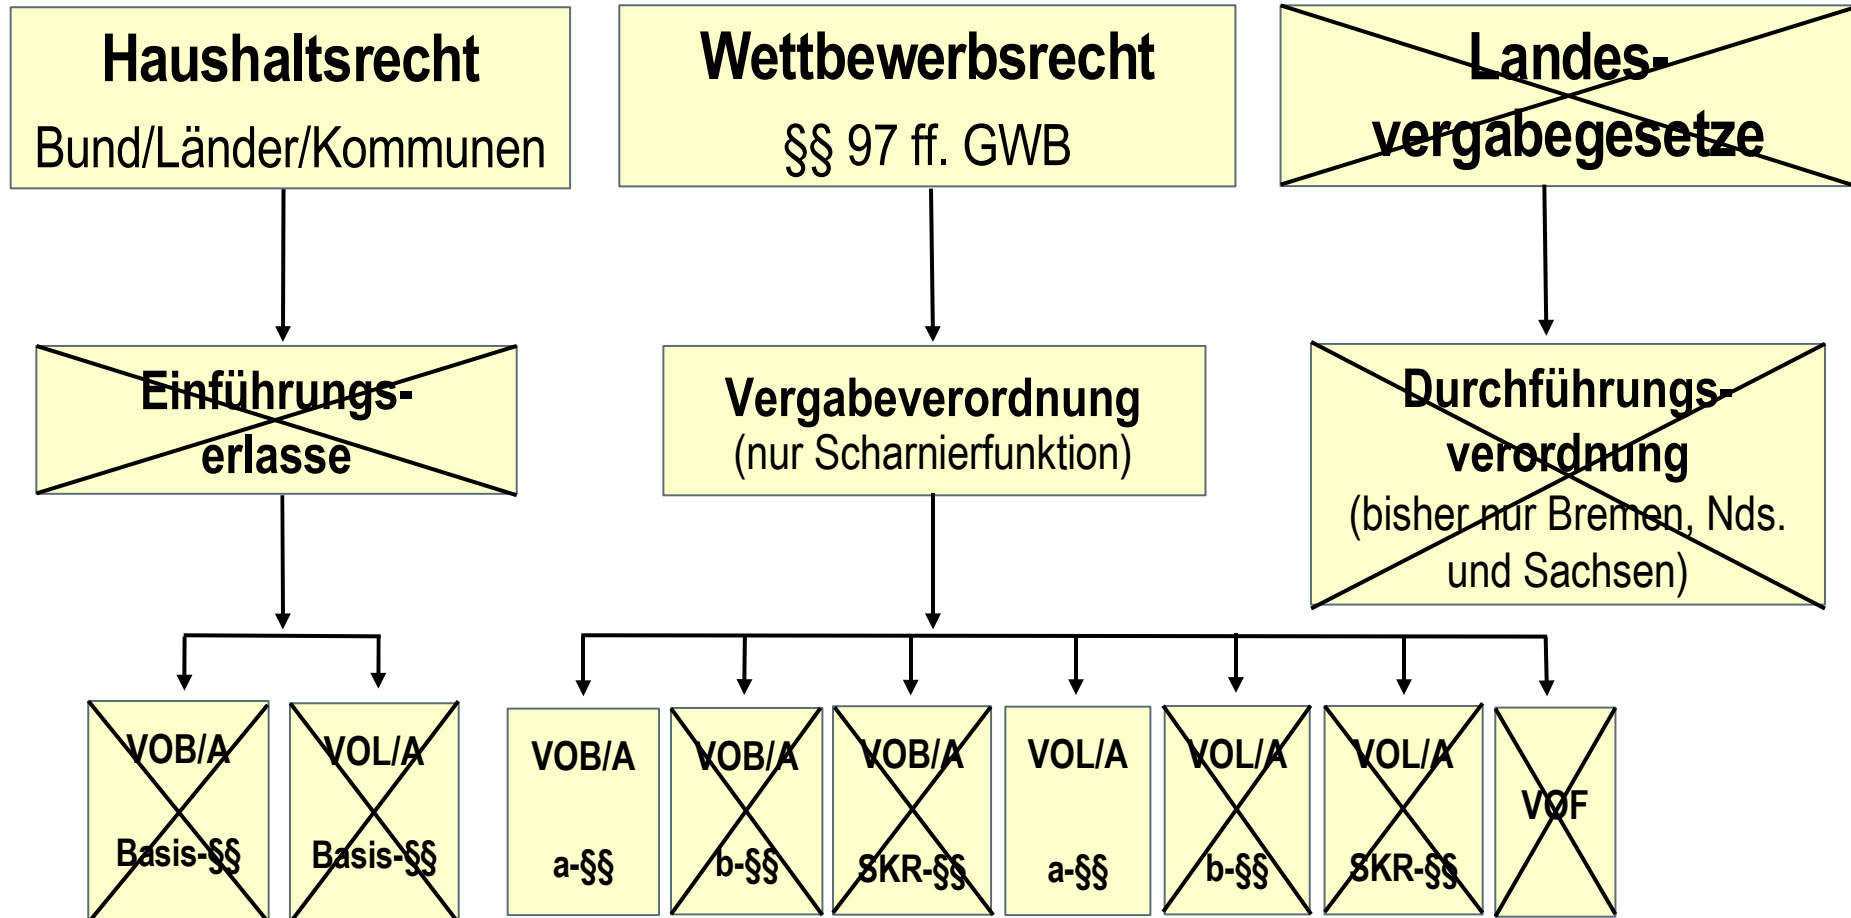 Haushaltsrecht
Bund/Länder/Kommunen
Wettbewerbsrecht
§§ 97 ff. GWB
Landes-
vergabegesetze
Einführungs-
erlasse
Vergabeverordnung
(nur Scharnierfunktion)
Durchführungs-
verordnung
(bisher nur Bremen, Nds.
und Sachsen)
VOB/A
Basis-§§
VOL/A
Basis-§§
VOB/A
a-§§
VOB/A
b-§§
VOB/A
SKR-§§
VOL/A
a-§§
VOL/A
b-§§
VOL/A
SKR-§§
VOF